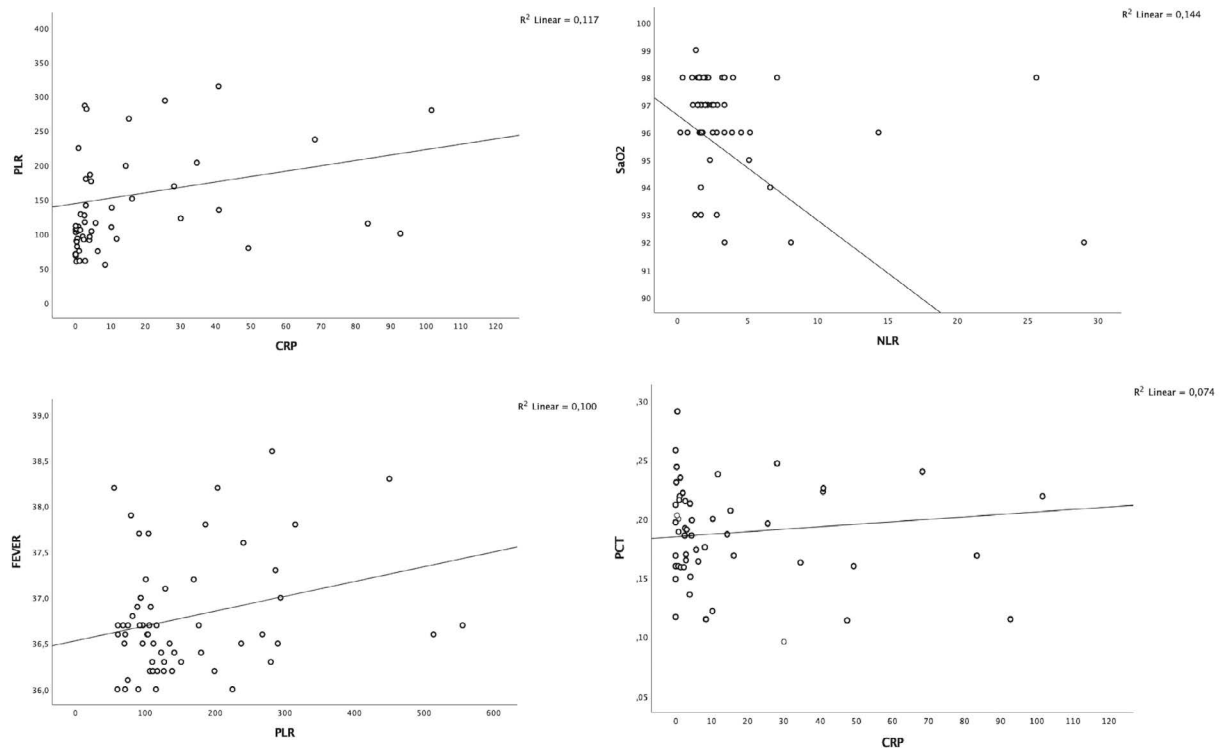 R² Linear = 0,117
400
350
300
250
200
150
100
50
0
PLR
0 10 20 30 40 50 60 70 80 90 100 110 120
CRP
R² Linear = 0,144
100
99
98
97
96
95
94
93
92
91
90
SaO2
0 5 10 15 20 25 30
NLR
R² Linear = 0,100
39,0
38,5
38,0
37,5
37,0
36,5
36,0
FEVER
0 100 200 300 400 500 600
PLR
R² Linear = 0,074
,30
,25
,20
,15
,10
,05
PCT
0 10 20 30 40 50 60 70 80 90 100 110 120
CRP